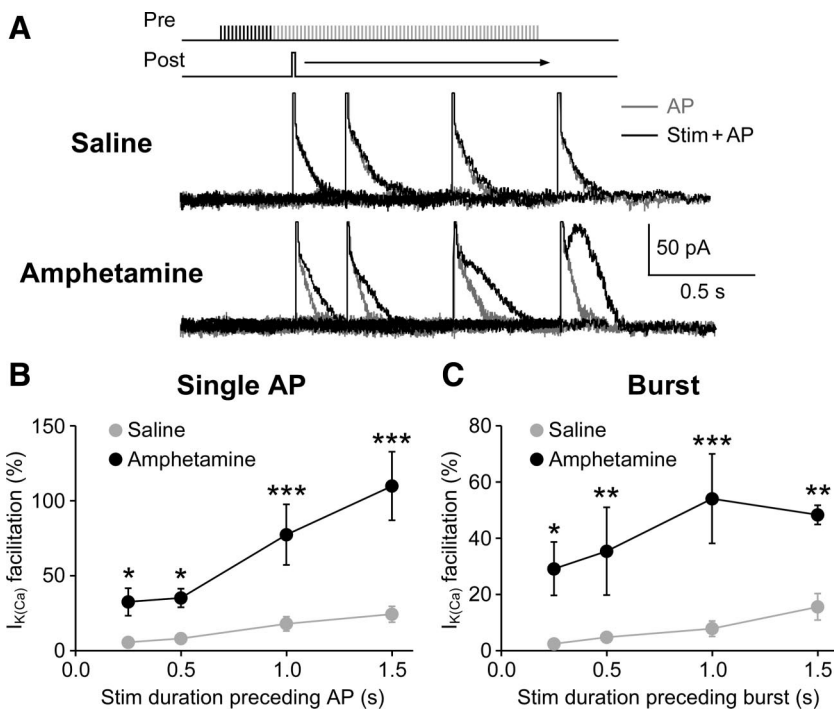 A
Pre
Post
AP
Stim + AP
Saline
50 pA
0.5 s
Amphetamine
B
Single AP
I_K(Ca) facilitation (%)
150
100
50
0
Saline
Amphetamine
*
*
***
***
0.0
0.5
1.0
1.5
Stim duration preceding AP (s)
C
Burst
I_K(Ca) facilitation (%)
80
60
40
20
0
Saline
Amphetamine
*
**
***
**
0.0
0.5
1.0
1.5
Stim duration preceding burst (s)